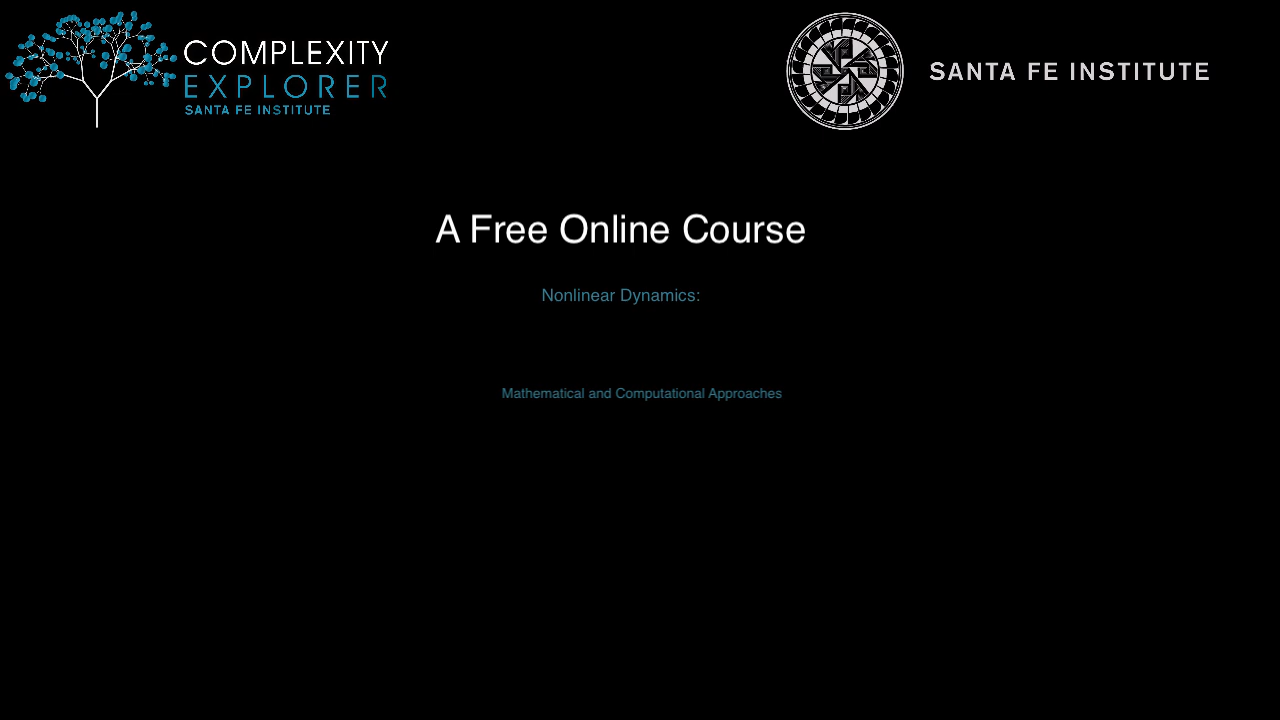 COMPLEXITY
EXPLORER
SANTA FE INSTITUTE
SANTA FE INSTITUTE
A Free Online Course
Nonlinear Dynamics:
Mathematical and Computational Approaches